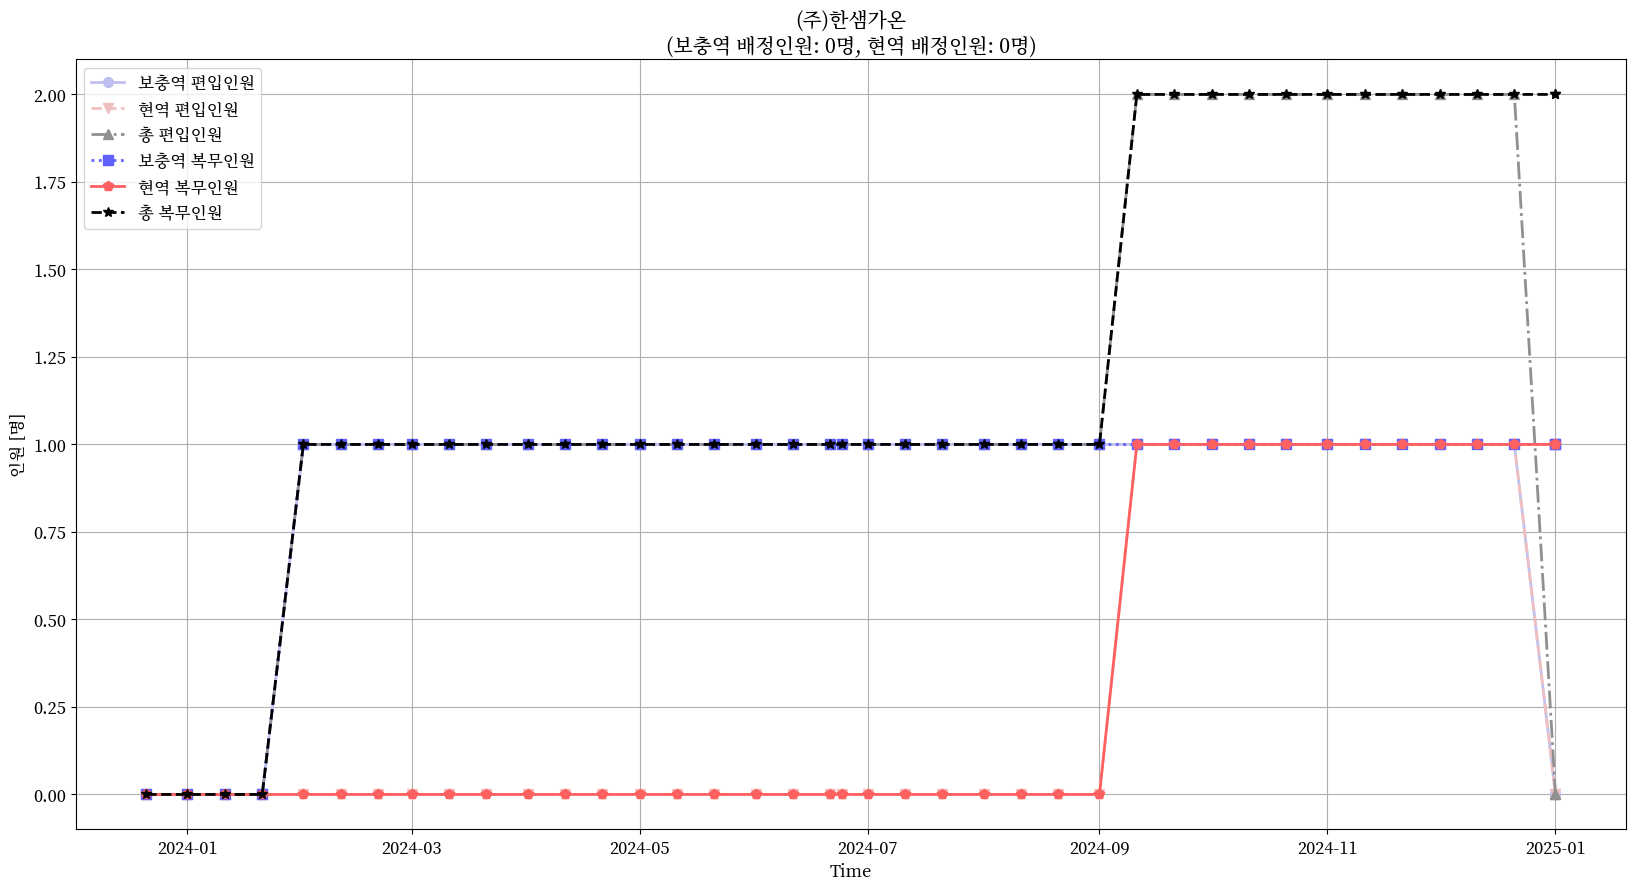 (주)한샘가온
(보충역 배정인원: 0명, 현역 배정인원: 0명)
보충역 편입인원
현역 편입인원
총 편입인원
보충역 복무인원
현역 복무인원
총 복무인원
인원 [명]
2.00
1.75
1.50
1.25
1.00
0.75
0.50
0.25
0.00
2024-01
2024-03
2024-05
2024-07
2024-09
2024-11
2025-01
Time